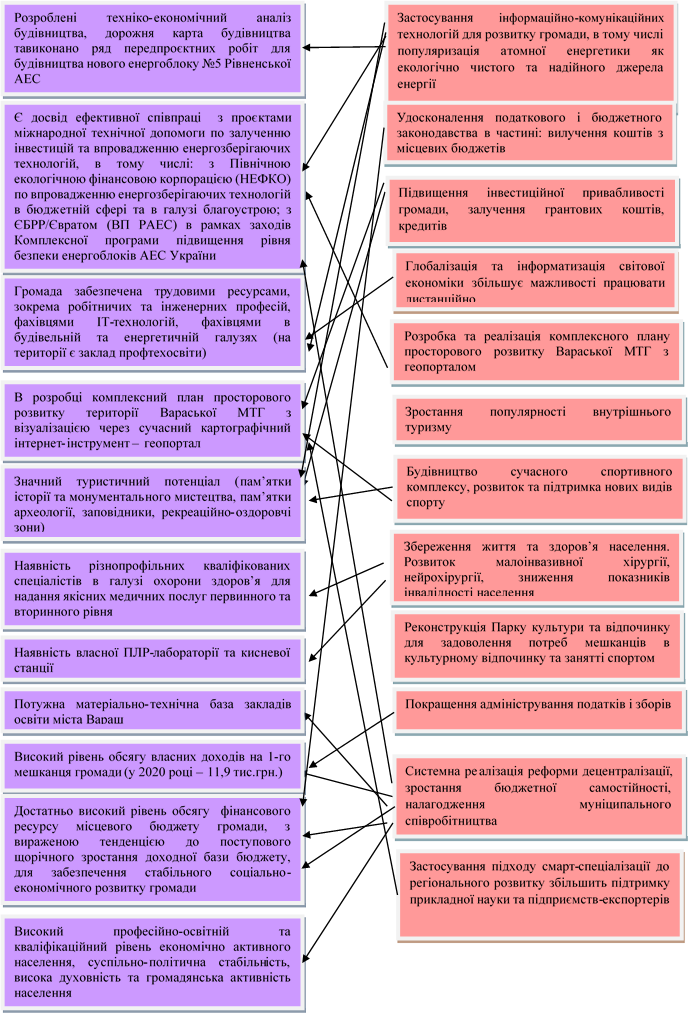 Розроблені техніко-економічний аналіз
будівництва, дорожня карта будівництва
тавиконано ряд передпроєктних робіт для
будівництва нового енергоблоку №5 Рівненської
АЕС
Є досвід ефективної співпраці з проєктами
міжнародної технічної допомоги по залученню
інвестицій та впровадженню енергозберігаючих
технологій, в тому числі: з Північною
екологічною фінансовою корпорацією (НЕФКО)
по впровадженню енергозберігаючих технологій
в бюджетній сфері та в галузі благоустрою; з
ЄБРР/Євратом (ВП РАЕС) в рамках заходів
Комплексної програми підвищення рівня
безпеки енергоблоків АЕС України
Громада забезпечена трудовими ресурсами,
зокрема робітничих та інженерних професій,
фахівцями ІТ-технологій, фахівцями в
будівельній та енергетичній галузях (на
території є заклад профтехосвіти)
В розробці комплексний план просторового
розвитку території Вараської МТГ з
візуалізацією через сучасний картографічний
інтернет-інструмент – геопортал
Значний туристичний потенціал (пам’ятки
історії та монументального мистецтва, пам’ятки
археології, заповідники, рекреаційно-оздоровчі
зони)
Наявність різнопрофільних кваліфікованих
спеціалістів в галузі охорони здоров’я для
надання якісних медичних послуг первинного та
вторинного рівня
Наявність власної ПЛР-лабораторії та кисневої
станції
Потужна матеріально-технічна база закладів
освіти міста Вараш
Високий рівень обсягу власних доходів на 1-го
мешканця громади (у 2020 році – 11,9 тис.грн.)
Достатньо високий рівень обсягу фінансового
ресурсу місцевого бюджету громади, з
вираженою тенденцією до поступового
щорічного зростання доходної бази бюджету,
для забезпечення стабільного соціально-
економічного розвитку громади
Високий професійно-освітній та
кваліфікаційний рівень економічно активного
населення, суспільно-політична стабільність,
висока духовність та громадянська активність
населення
Застосування інформаційно-комунікаційних
технологій для розвитку громади, в тому числі
популяризація атомної енергетики як
екологічно чистого та надійного джерела
енергії
Удосконалення податкового і бюджетного
законодавства в частині: вилучення коштів з
місцевих бюджетів
Підвищення інвестиційної привабливості
громади, залучення грантових коштів,
кредитів
Глобалізація та інформатизація світової
економіки збільшує мажливості працювати
дистанційно
Розробка та реалізація комплексного плану
просторового розвитку Вараської МТГ з
геопорталом
Зростання популярності внутрішнього
туризму
Будівництво сучасного спортивного
комплексу, розвиток та підтримка нових видів
спорту
Збереження життя та здоров’я населення.
Розвиток малоінвазивної хірургії,
нейрохірургії, зниження показників
інвалідності населення
Реконструкція Парку культури та відпочинку
для задоволення потреб мешканців в
культурному відпочинку та занятті спортом
Покращення адміністрування податків і зборів
Системна реалізація реформи децентралізації,
зростання бюджетної самостійності,
налагодження муніципального
співробітництва
Застосування підходу смарт-спеціалізації до
регіонального розвитку збільшить підтримку
прикладної науки та підприємств-експортерів